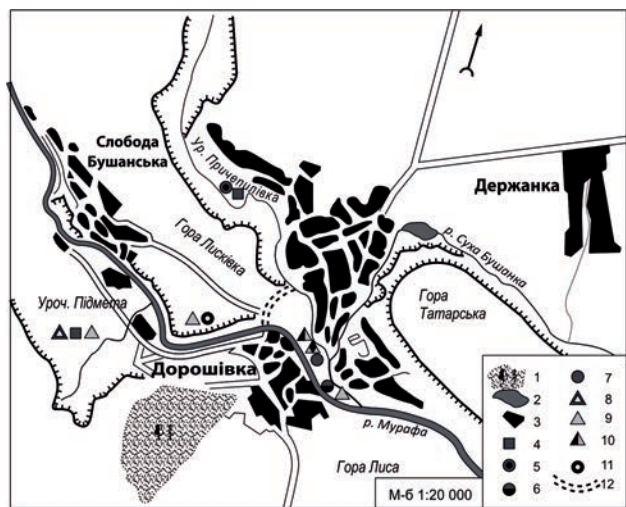 Слобода
Бушанська
Ур. Причепилівка
Держанка
р. Суха Бушанка
Гора Лисківка
Гора
Татарська
Уроч. Підмета
Дорошівка
р. Мурафа
Гора Лиса
М-б 1:20 000
1
2
3
4
5
6
7
8
9
10
11
12